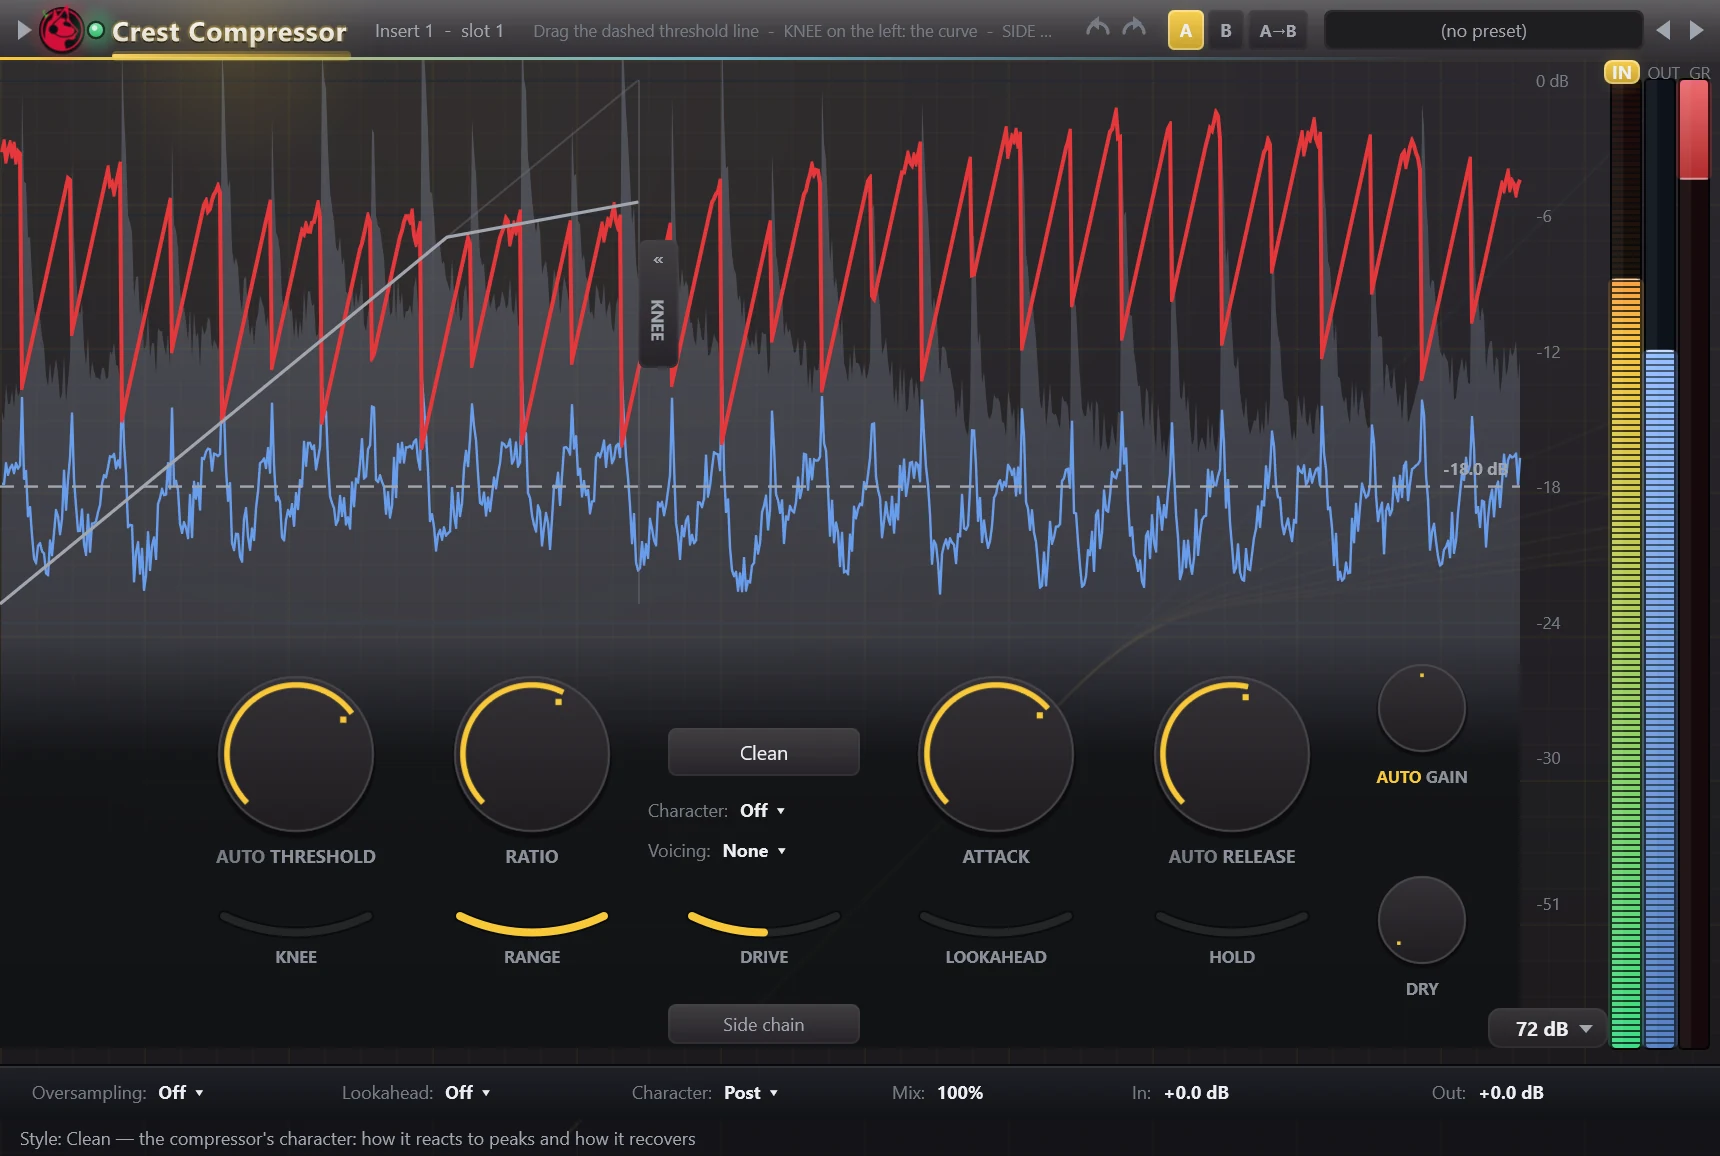 Crest Compressor
Insert 1 - slot 1
Drag the dashed threshold line - KNEE on the left: the curve - SIDE ...
A B A→B
(no preset)
IN OUT GR
0 dB
-6
« KNEE
-12
-18.0 dB
-18
-24
-30
-51
Clean
Character: Off ▾
Voicing: None ▾
AUTO GAIN
AUTO THRESHOLD
RATIO
ATTACK
AUTO RELEASE
KNEE
RANGE
DRIVE
LOOKAHEAD
HOLD
DRY
Side chain
72 dB
Oversampling: Off ▾
Lookahead: Off ▾
Character: Post ▾
Mix: 100%
In: +0.0 dB
Out: +0.0 dB
Style: Clean — the compressor's character: how it reacts to peaks and how it recovers